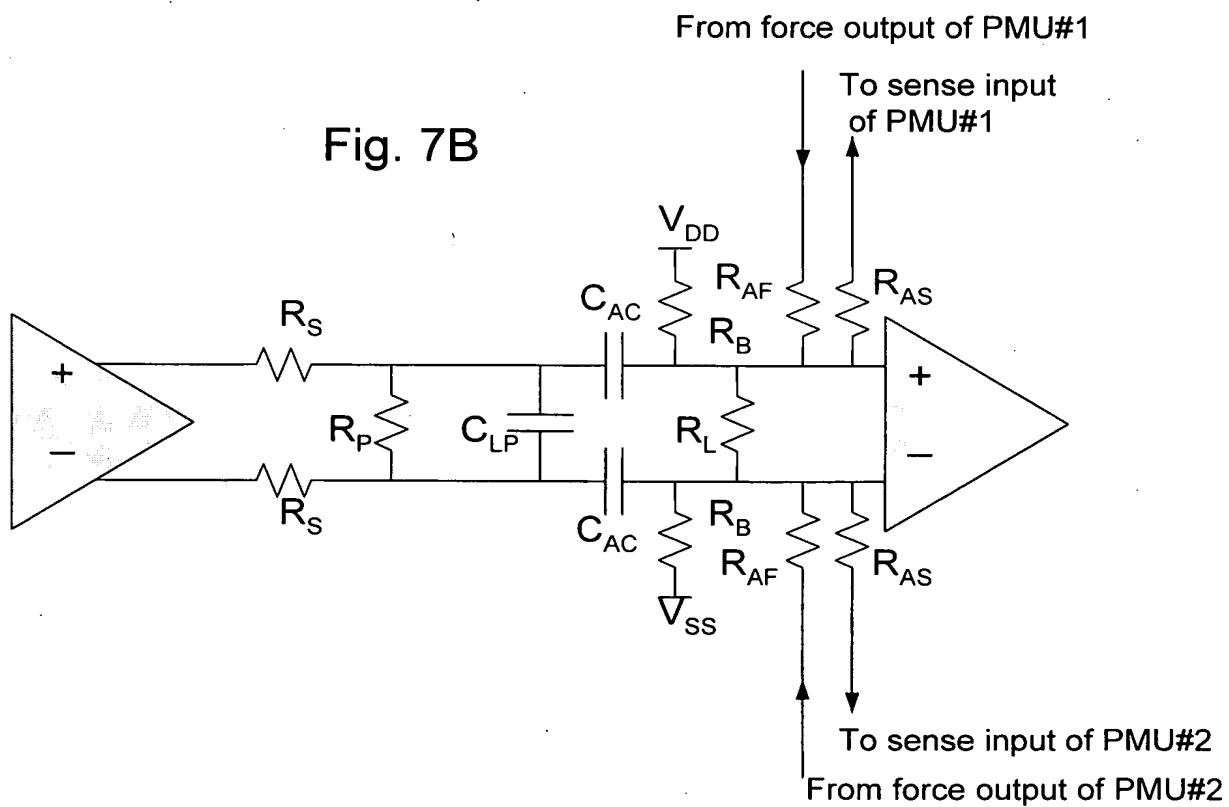 From force output of PMU#1
To sense input
of PMU#1
Fig. 7B
V_DD
R_AF
R_AS
C_AC
R_S
R_B
+
+
R_P
C_LP
R_L
−
−
R_S
C_AC
R_B
R_AF
R_AS
V_SS
To sense input of PMU#2
From force output of PMU#2